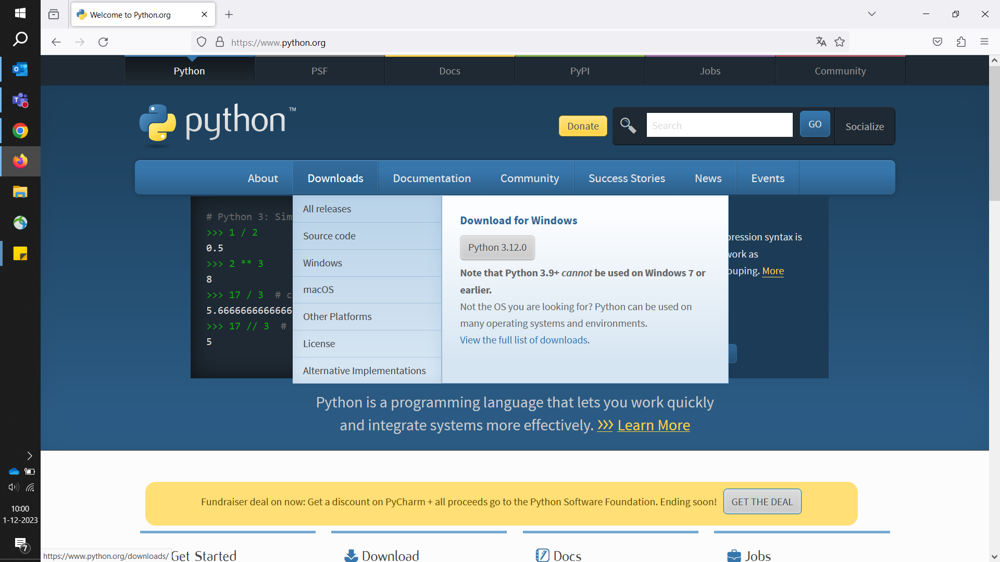 Welcome to Python.org
https://www.python.org
Python
PSF
Docs
PyPI
Jobs
Community
python™
Donate
Search
GO
Socialize
About
Downloads
Documentation
Community
Success Stories
News
Events
# Python 3: Sim
>>> 1 / 2
0.5
>>> 2 ** 3
8
>>> 17 / 3  # c
5.6666666666666
>>> 17 // 3  #
5
All releases
Source code
Windows
macOS
Other Platforms
License
Alternative Implementations
Download for Windows
Python 3.12.0
Note that Python 3.9+ cannot be used on Windows 7 or
earlier.
Not the OS you are looking for? Python can be used on
many operating systems and environments.
View the full list of downloads.
pression syntax is
work as
ouping. More
Python is a programming language that lets you work quickly
and integrate systems more effectively. >>> Learn More
Fundraiser deal on now: Get a discount on PyCharm + all proceeds go to the Python Software Foundation. Ending soon!
GET THE DEAL
Get Started
Download
Docs
Jobs
https://www.python.org/downloads/
10:00
1-12-2023
7